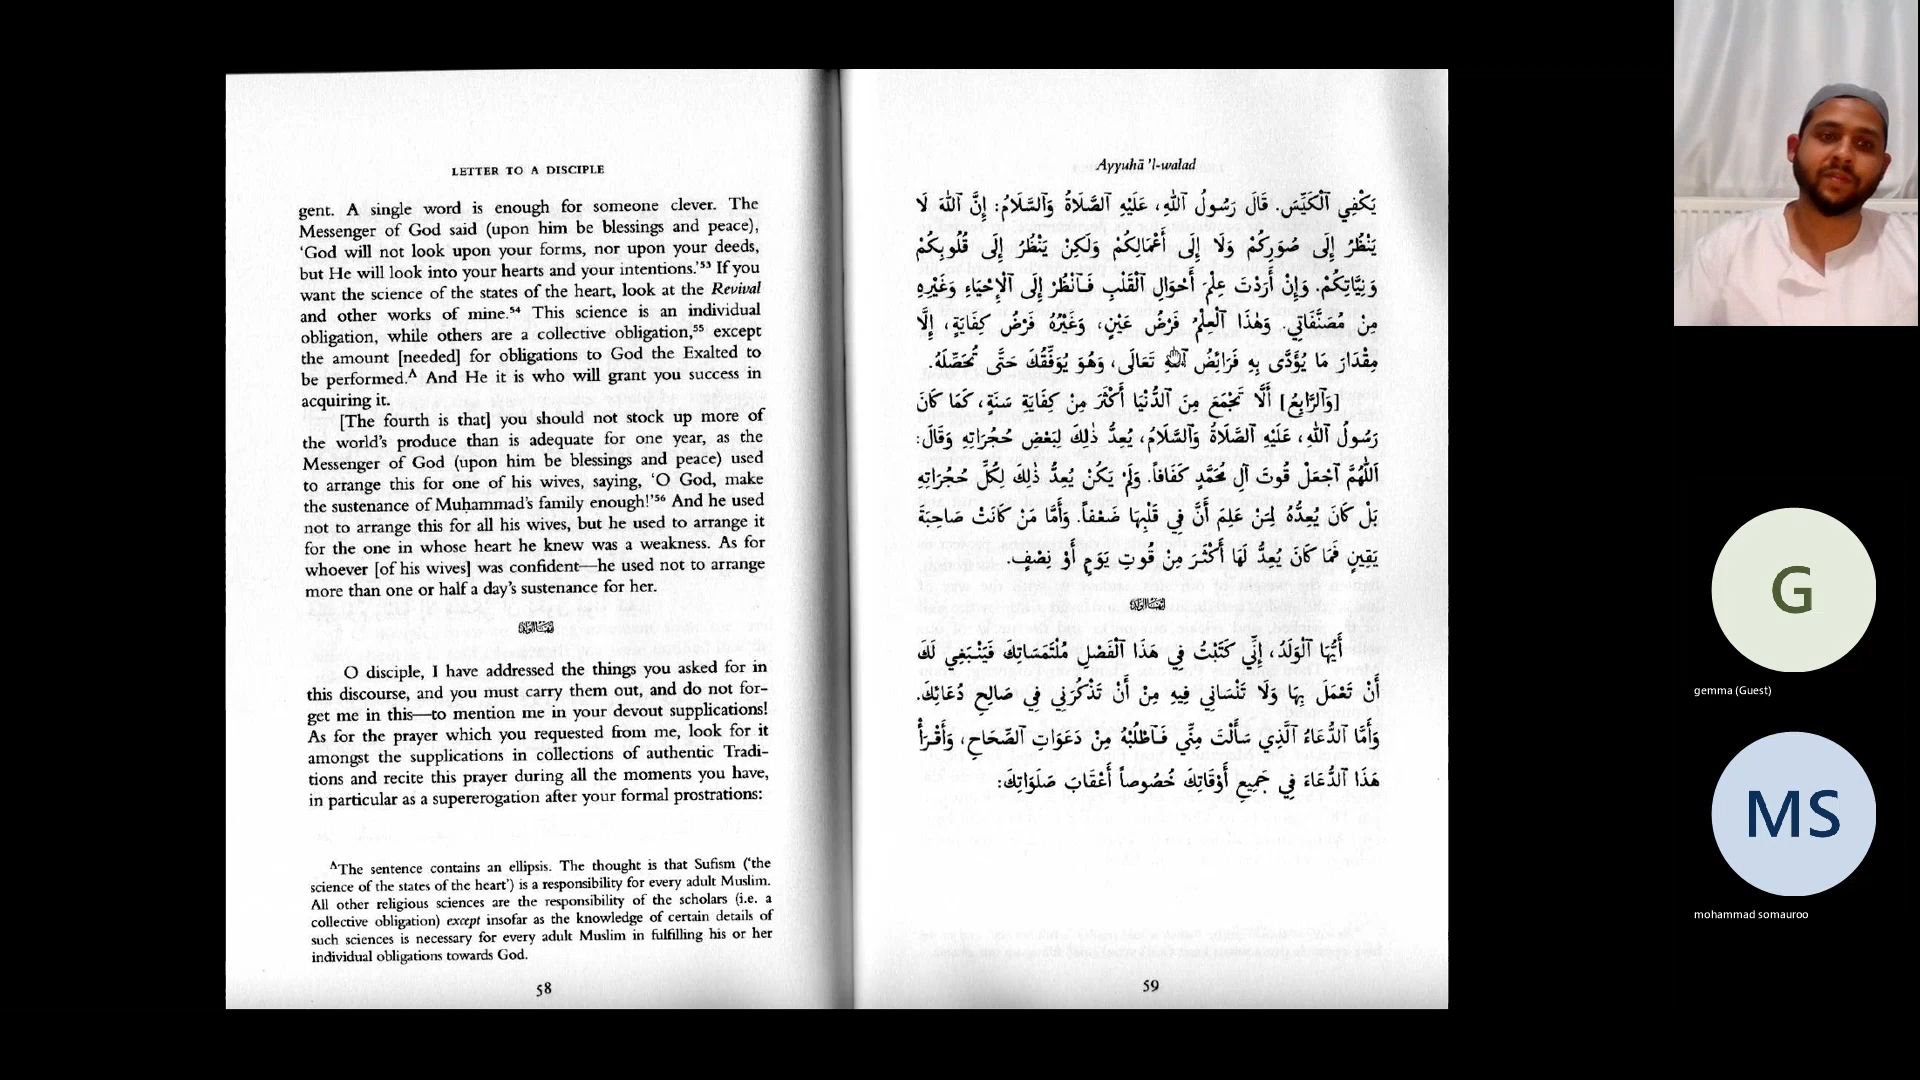 LETTER TO A DISCIPLE
gent. A single word is enough for someone clever. The
Messenger of God said (upon him be blessings and peace),
‘God will not look upon your forms, nor upon your deeds,
but He will look into your hearts and your intentions.’⁵³ If you
want the science of the states of the heart, look at the Revival
and other works of mine.⁵⁴ This science is an individual
obligation, while others are a collective obligation,⁵⁵ except
the amount [needed] for obligations to God the Exalted to
be performed.ᴬ And He it is who will grant you success in
acquiring it.
[The fourth is that] you should not stock up more of
the world’s produce than is adequate for one year, as the
Messenger of God (upon him be blessings and peace) used
to arrange this for one of his wives, saying, ‘O God, make
the sustenance of Muḥammad’s family enough!’⁵⁶ And he used
not to arrange this for all his wives, but he used to arrange it
for the one in whose heart he knew was a weakness. As for
whoever [of his wives] was confident—he used not to arrange
more than one or half a day’s sustenance for her.
O disciple, I have addressed the things you asked for in
this discourse, and you must carry them out, and do not for-
get me in this—to mention me in your devout supplications!
As for the prayer which you requested from me, look for it
amongst the supplications in collections of authentic Tradi-
tions and recite this prayer during all the moments you have,
in particular as a supererogation after your formal prostrations:
ᴬThe sentence contains an ellipsis. The thought is that Sufism (‘the
science of the states of the heart’) is a responsibility for every adult Muslim.
All other religious sciences are the responsibility of the scholars (i.e. a
collective obligation) except insofar as the knowledge of certain details of
such sciences is necessary for every adult Muslim in fulfilling his or her
individual obligations towards God.
58
Ayyuhā ’l-walad
يَكْفِي ٱلْكَيِّسَ. قَالَ رَسُولُ ٱللهِ، عَلَيْهِ ٱلصَّلَاةُ وَٱلسَّلَامُ: إِنَّ ٱللهَ لَا
يَنْظُرُ إِلَى صُوَرِكُمْ وَلَا إِلَى أَعْمَالِكُمْ وَلَكِنْ يَنْظُرُ إِلَى قُلُوبِكُمْ
وَنِيَّاتِكُمْ. وَإِنْ أَرَدْتَ عِلْمَ أَحْوَالِ ٱلْقَلْبِ فَٱنْظُرْ إِلَى ٱلْإِحْيَاءِ وَغَيْرِهِ
مِنْ مُصَنَّفَاتِي. وَهٰذَا ٱلْعِلْمُ فَرْضُ عَيْنٍ، وَغَيْرُهُ فَرْضُ كِفَايَةٍ، إِلَّا
مِقْدَارَ مَا يُؤَدَّى بِهِ فَرَائِضُ ٱللهِ تَعَالَى، وَهُوَ يُوَفِّقُكَ حَتَّى تُحَصِّلَهُ.
[وَٱلرَّابِعُ] أَلَّا تَجْمَعَ مِنَ ٱلدُّنْيَا أَكْثَرَ مِنْ كِفَايَةِ سَنَةٍ، كَمَا كَانَ
رَسُولُ ٱللهِ، عَلَيْهِ ٱلصَّلَاةُ وَٱلسَّلَامُ، يُعِدُّ ذٰلِكَ لِبَعْضِ حُجُرَاتِهِ وَقَالَ:
اَللّٰهُمَّ ٱجْعَلْ قُوتَ آلِ مُحَمَّدٍ كَفَافاً. وَلَمْ يَكُنْ يُعِدُّ ذٰلِكَ لِكُلِّ حُجُرَاتِهِ
بَلْ كَانَ يُعِدُّهُ لِمَنْ عَلِمَ أَنَّ فِي قَلْبِهَا ضَعْفاً. وَأَمَّا مَنْ كَانَتْ صَاحِبَةَ
يَقِينٍ فَمَا كَانَ يُعِدُّ لَهَا أَكْثَرَ مِنْ قُوتِ يَوْمٍ أَوْ نِصْفٍ.
أَيُّهَا ٱلْوَلَدُ، إِنِّي كَتَبْتُ فِي هَذَا ٱلْفَصْلِ مُلْتَمَسَاتِكَ فَيَنْبَغِي لَكَ
أَنْ تَعْمَلَ بِهَا وَلَا تَنْسَانِي فِيهِ مِنْ أَنْ تَذْكُرَنِي فِي صَالِحِ دُعَائِكَ.
وَأَمَّا ٱلدُّعَاءُ ٱلَّذِي سَأَلْتَ مِنِّي فَٱطْلُبْهُ مِنْ دَعَوَاتِ ٱلصِّحَاحِ، وَٱقْرَأْ
هَذَا ٱلدُّعَاءَ فِي جَمِيعِ أَوْقَاتِكَ خُصُوصاً أَعْقَابَ صَلَوَاتِكَ:
59
G
gemma (Guest)
MS
mohammad somauroo